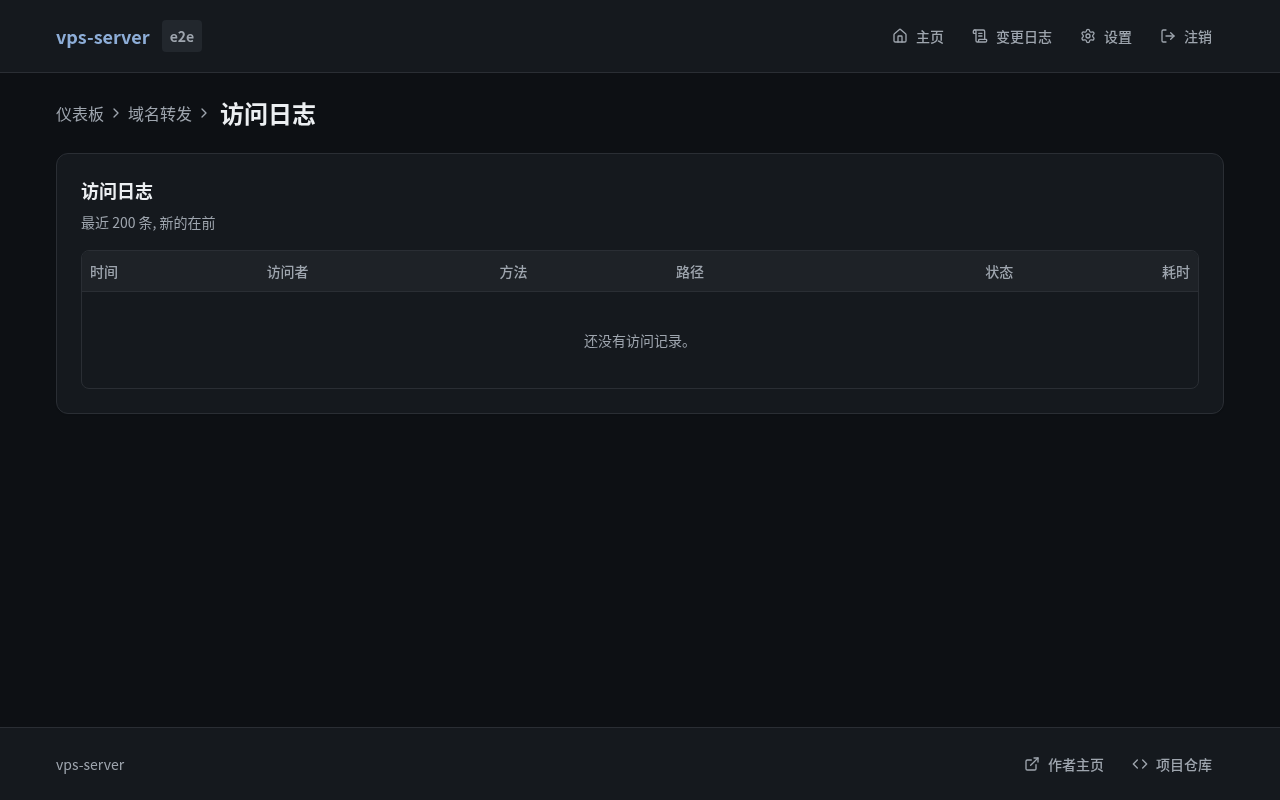 vps-server e2e 主页 变更日志 设置 注销
仪表板 域名转发 访问日志
访问日志
最近 200 条, 新的在前
时间 访问者 方法 路径 状态 耗时
还没有访问记录。
vps-server 作者主页 项目仓库